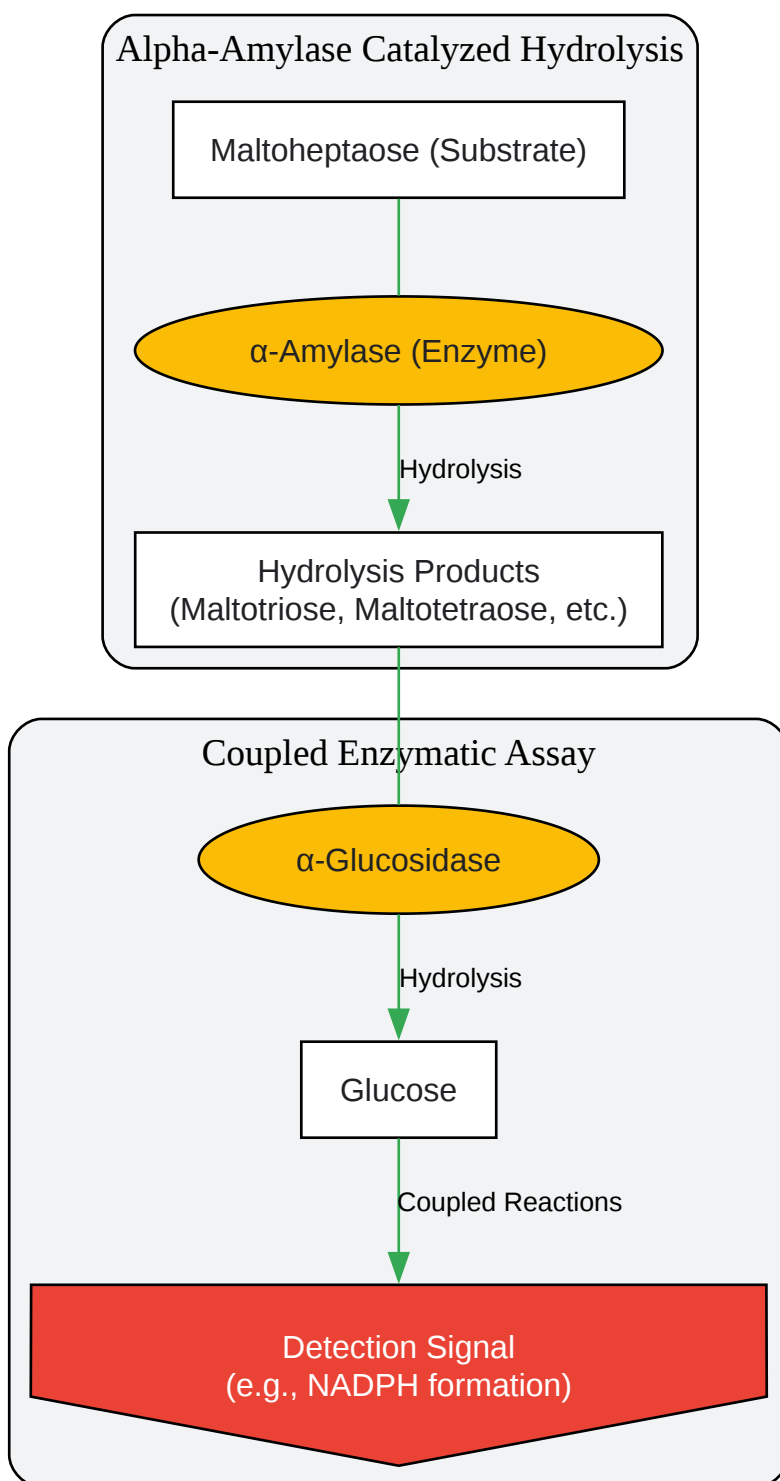 Alpha-Amylase Catalyzed Hydrolysis
Maltoheptaose (Substrate)
α-Amylase (Enzyme)
Hydrolysis
Hydrolysis Products
(Maltotriose, Maltotetraose, etc.)
Coupled Enzymatic Assay
α-Glucosidase
Hydrolysis
Glucose
Coupled Reactions
Detection Signal
(e.g., NADPH formation)